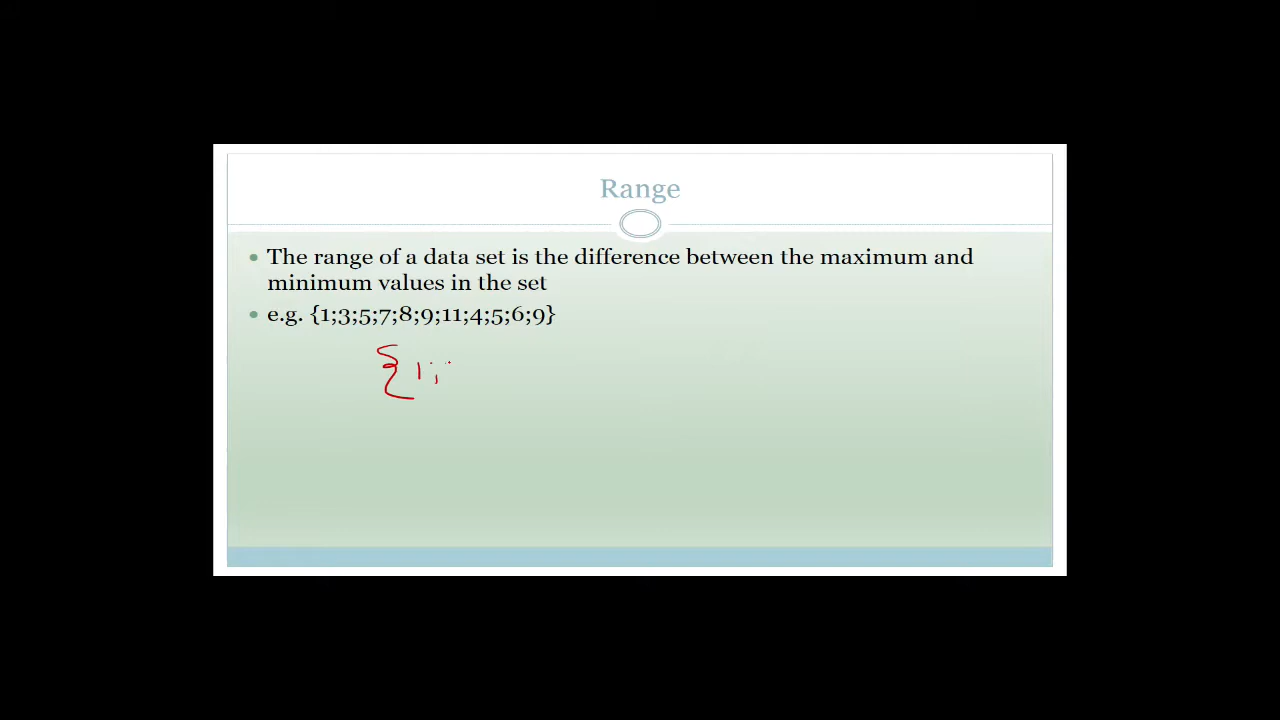 Range
• The range of a data set is the difference between the maximum and
minimum values in the set
• e.g. {1;3;5;7;8;9;11;4;5;6;9}
{1;